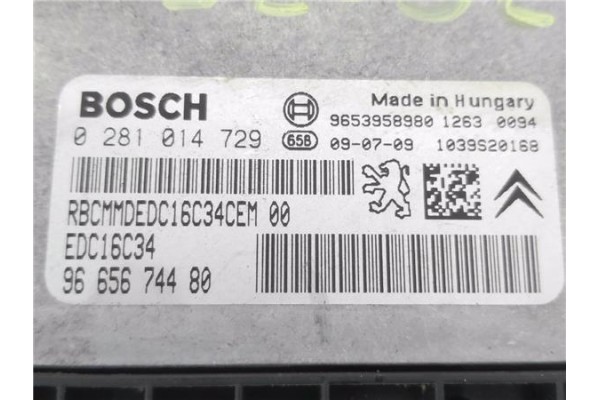 BOSCH
Made in Hungary
9653958980 1263 0094
0 281 014 729
658
09-07-09 1039S20168
RBCMMDEDC16C34CEM 00
EDC16C34
96 656 744 80